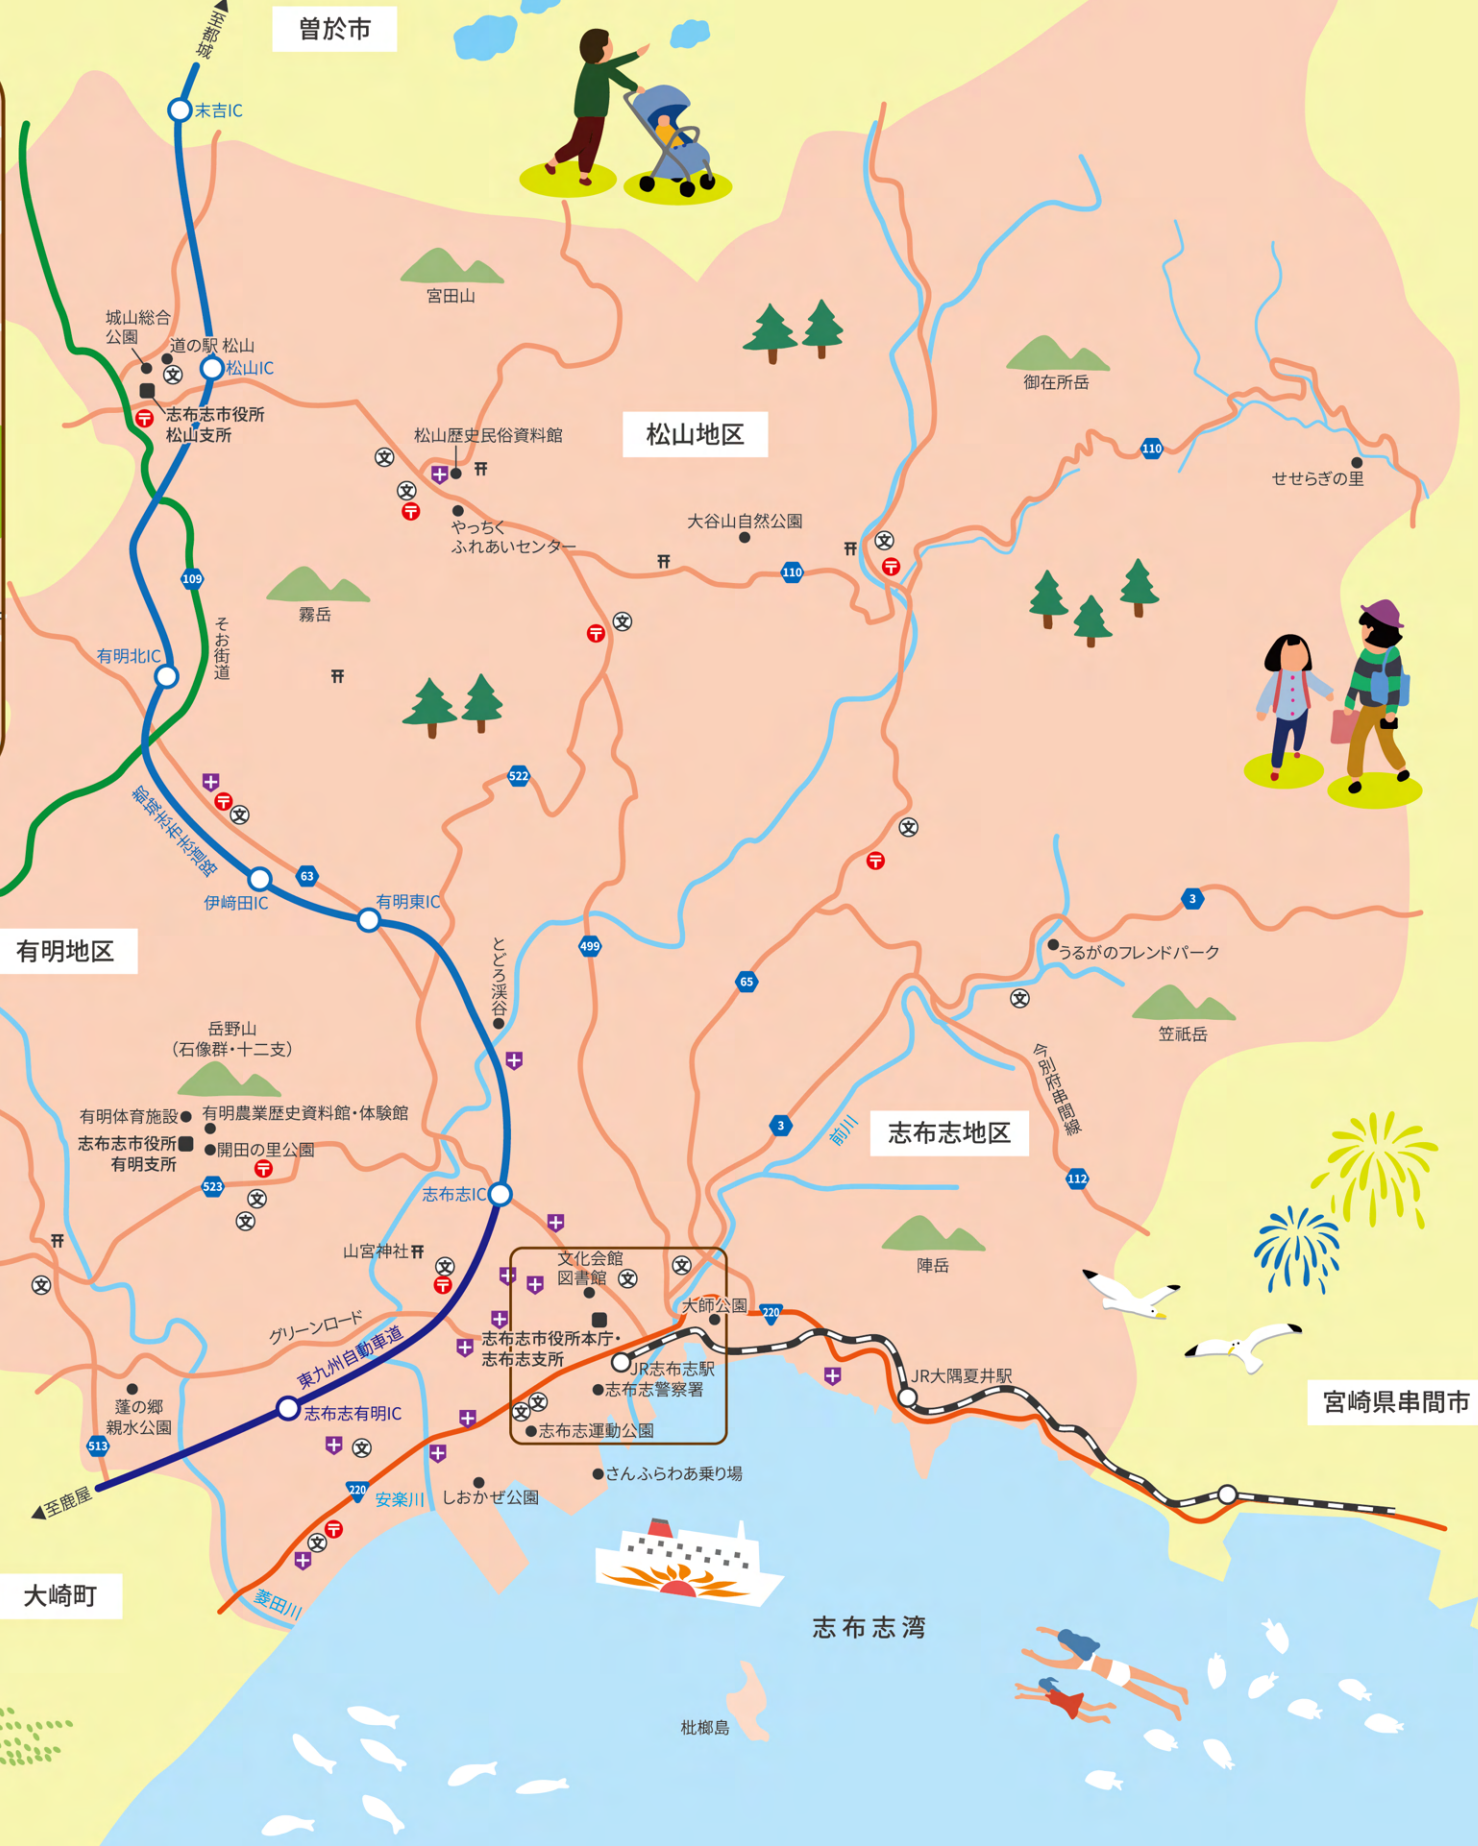 曽於市
至都城
末吉IC
宮田山
城山総合
公園
道の駅 松山
松山IC
志布志市役所
松山支所
御在所岳
松山地区
松山歴史民俗資料館
110
せせらぎの里
やっちく
ふれあいセンター
大谷山自然公園
110
109
霧岳
そお街道
有明北IC
522
都城志布志道路
63
伊﨑田IC
有明東IC
3
有明地区
499
とどろ渓谷
65
うるがのフレンドパーク
笠祇岳
岳野山
(石像群・十二支)
今別府串間線
有明体育施設
有明農業歴史資料館・体験館
志布志市役所
有明支所
開田の里公園
3
前川
志布志地区
523
112
志布志IC
山宮神社
文化会館
図書館
陣岳
大師公園
220
グリーンロード
東九州自動車道
志布志市役所本庁・
志布志支所
JR志布志駅
JR大隅夏井駅
志布志警察署
宮崎県串間市
蓬の郷
親水公園
志布志有明IC
志布志運動公園
513
さんふらわあ乗り場
至鹿屋
220
安楽川
しおかぜ公園
大崎町
菱田川
志布志湾
枇榔島